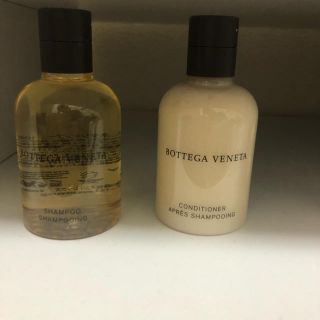 BOTTEGA VENETA
SHAMPOO
SHAMPOOING
BOTTEGA VENETA
CONDITIONER
APRÈS SHAMPOOING